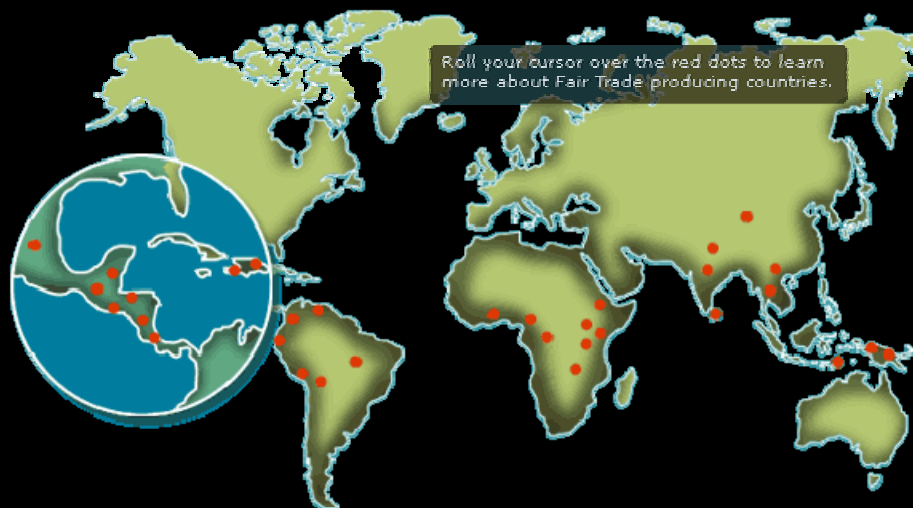 Roll your cursor over the red dots to learn
more about Fair Trade producing countries.